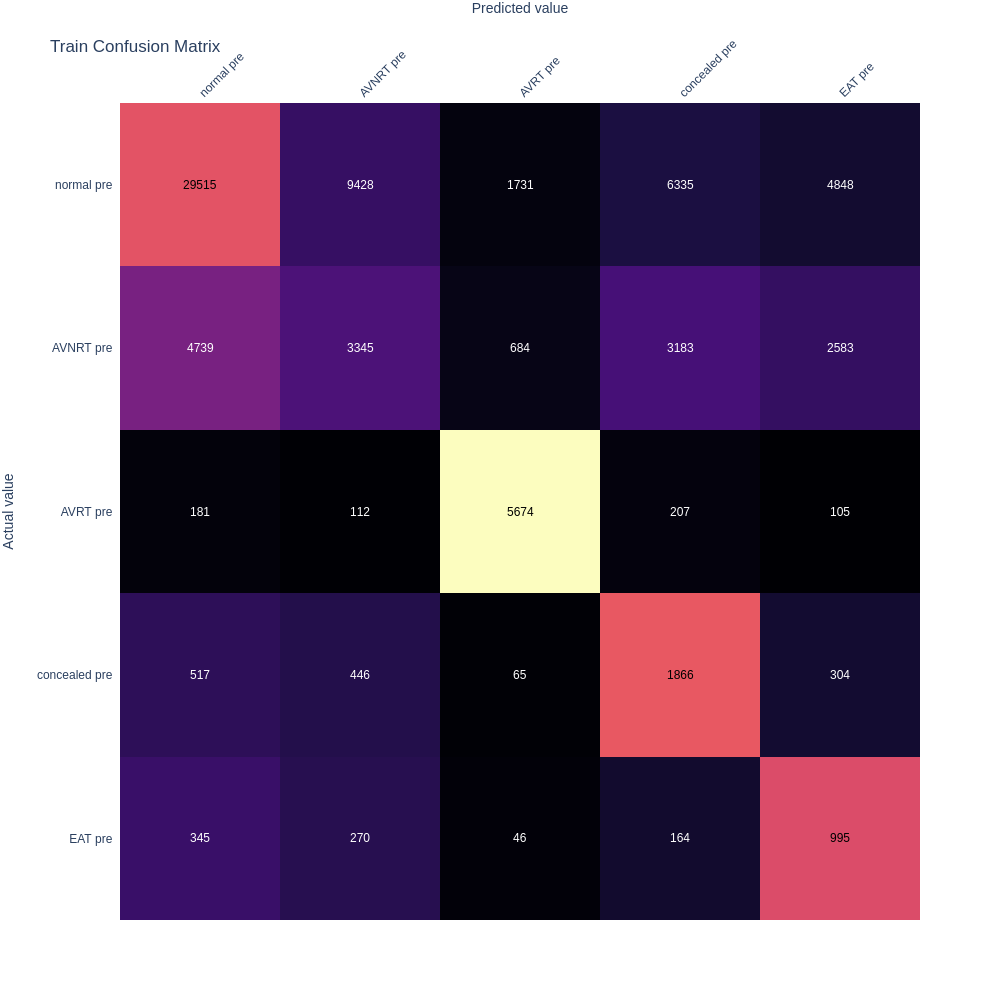 Predicted value
Train Confusion Matrix
normal pre AVNRT pre AVRT pre concealed pre EAT pre
normal pre 29515 9428 1731 6335 4848
AVNRT pre 4739 3345 684 3183 2583
Actual value
AVRT pre 181 112 5674 207 105
concealed pre 517 446 65 1866 304
EAT pre 345 270 46 164 995